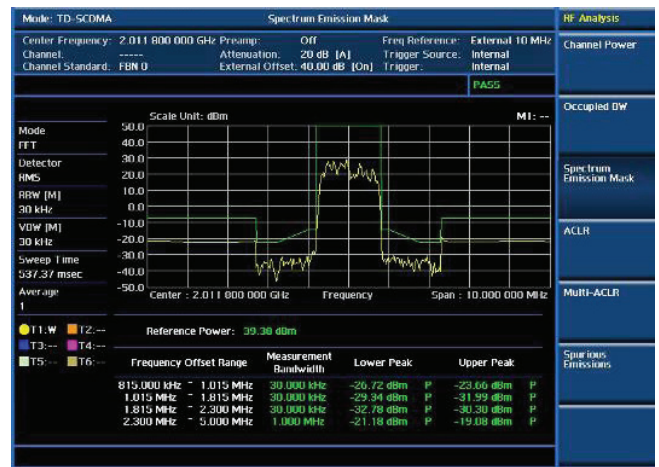 Mode: TD-SCDMA Spectrum Emission Mask RF Analysis
Center Frequency: 2.011 800 000 GHz Preamp: Off Freq Reference: External 10 MHz
Channel: ----- Attenuation: 20 dB [A] Trigger Source: Internal
Channel Standard: FBN 0 External Offset: 40.00 dB [On] Trigger: Internal
PASS
Channel Power
Occupied BW
Spectrum
Emission Mask
ACLR
Multi-ACLR
Spurious
Emissions
Mode
FFT
Detector
RMS
RBW [M]
30 kHz
VBW [M]
30 kHz
Sweep Time
537.37 msec
Average
1
T1:W T2:--
T3:-- T4:--
T5:-- T6:--
Scale Unit: dBm M1: --
50.0
40.0
30.0
20.0
10.0
0.0
-10.0
-20.0
-30.0
-40.0
-50.0
Center : 2.011 800 000 GHz Frequency Span : 10.000 000 MHz
Reference Power: 39.30 dBm
Frequency Offset Range Measurement Bandwidth Lower Peak Upper Peak
815.000 kHz ~ 1.015 MHz 30.000 kHz -26.72 dBm P -23.66 dBm P
1.015 MHz ~ 1.815 MHz 30.000 kHz -29.34 dBm P -31.99 dBm P
1.815 MHz ~ 2.300 MHz 30.000 kHz -32.78 dBm P -30.30 dBm P
2.300 MHz ~ 5.000 MHz 1.000 MHz -21.18 dBm P -19.08 dBm P